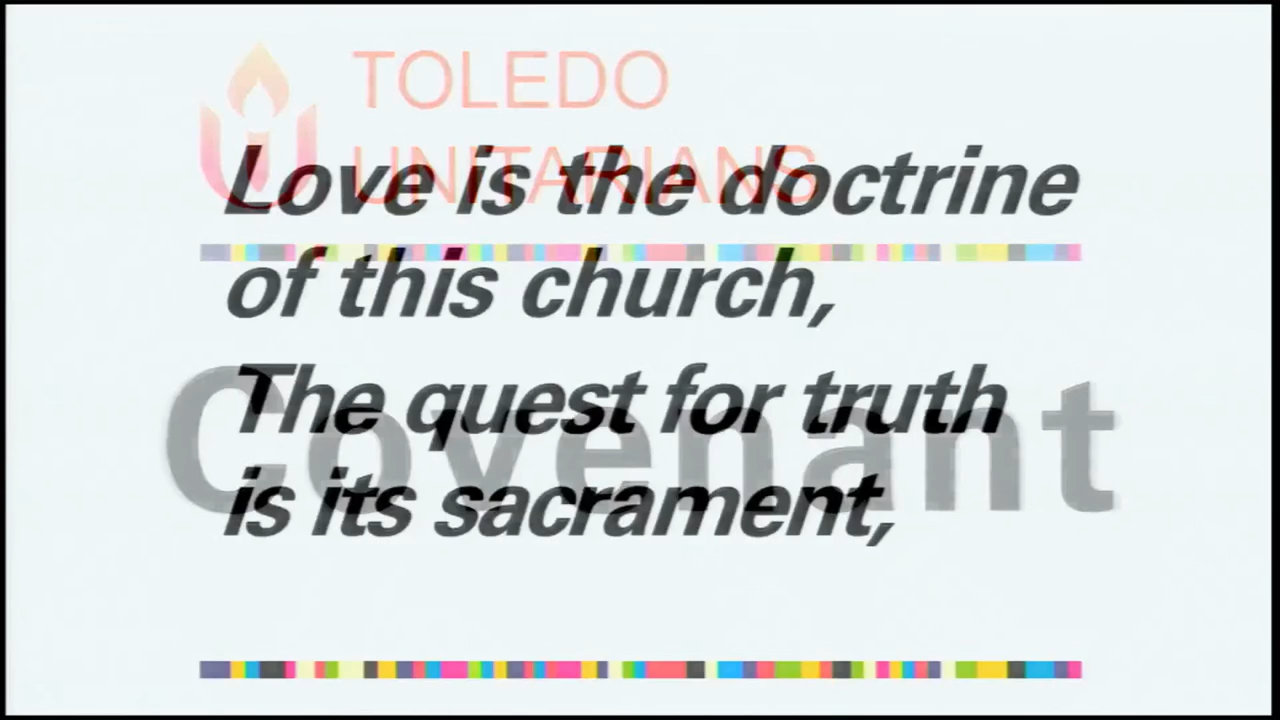 TOLEDO
UNITARIANS
Love is the doctrine
of this church,
Covenant
The quest for truth
is its sacrament,